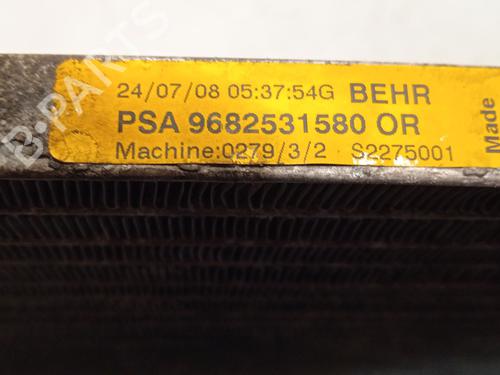 24/07/08 05:37:54G BEHR
PSA 9682531580 OR
Machine:0279/3/2 S2275001
Made
B-PARTS